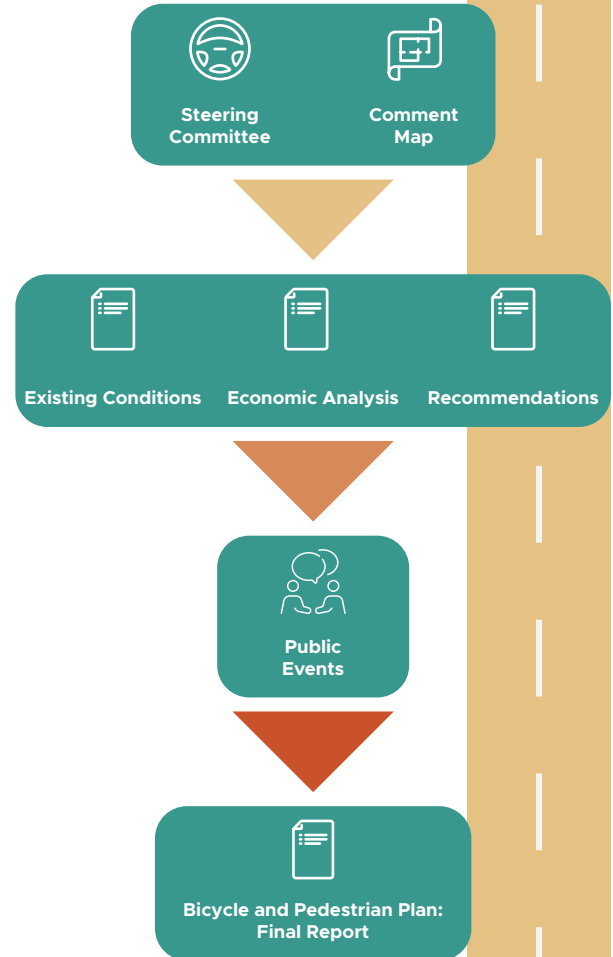 Steering
Committee
Comment
Map
Existing Conditions
Economic Analysis
Recommendations
Public
Events
Bicycle and Pedestrian Plan:
Final Report